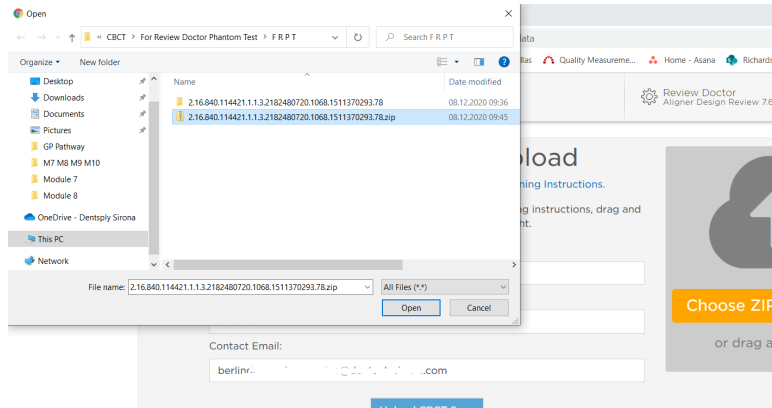 Open
« CBCT > For Review Doctor Phantom Test > F R P T
Search F R P T
Organize
New folder
Desktop
Downloads
Documents
Pictures
GP Pathway
M7 M8 M9 M10
Module 7
Module 8
OneDrive - Dentsply Sirona
This PC
Network
Name
Date modified
2.16.840.114421.1.1.3.2182480720.1068.1511370293.78
08.12.2020 09:36
2.16.840.114421.1.1.3.2182480720.1068.1511370293.78.zip
08.12.2020 09:45
File name:
2.16.840.114421.1.1.3.2182480720.1068.1511370293.78.zip
All Files (*.*)
Open
Cancel
Quality Measureme...
Home - Asana
Richards
Review Doctor
Aligner Design Review 7.6
Instructions.
instructions, drag and
Choose ZIP
or drag a
Contact Email:
.com